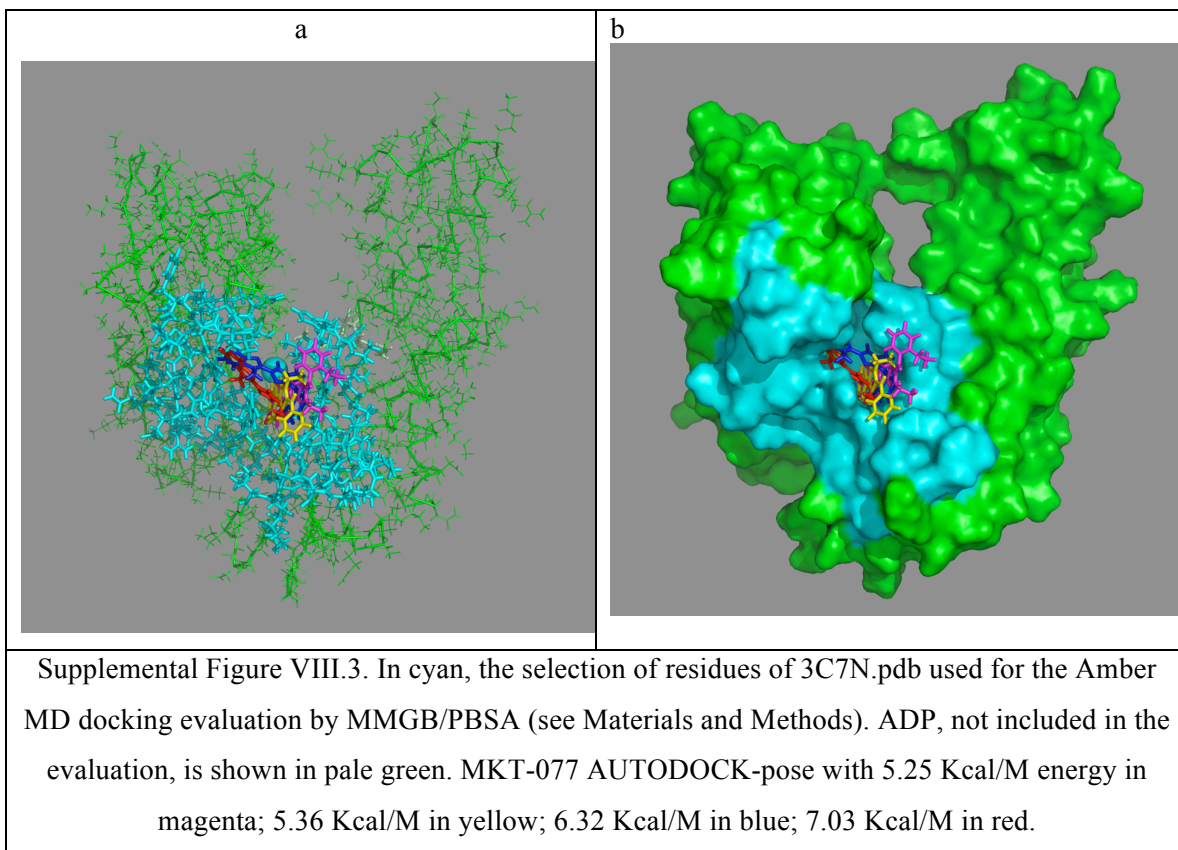 a
b
Supplemental Figure VIII.3. In cyan, the selection of residues of 3C7N.pdb used for the Amber
MD docking evaluation by MMGB/PBSA (see Materials and Methods). ADP, not included in the
evaluation, is shown in pale green. MKT-077 AUTODOCK-pose with 5.25 Kcal/M energy in
magenta; 5.36 Kcal/M in yellow; 6.32 Kcal/M in blue; 7.03 Kcal/M in red.